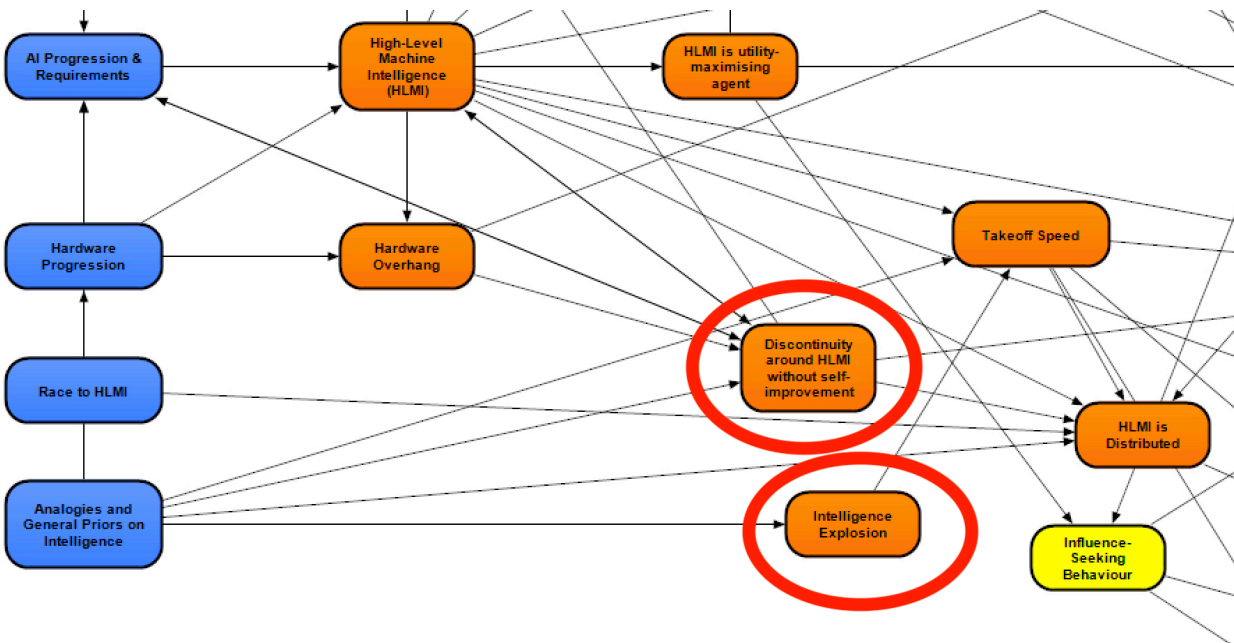 AI Progression &
Requirements
High-Level
Machine
Intelligence
(HLMI)
HLMI is utility-
maximising
agent
Hardware
Progression
Hardware
Overhang
Takeoff Speed
Race to HLMI
Discontinuity
around HLMI
without self-
improvement
HLMI is
Distributed
Analogies and
General Priors on
Intelligence
Intelligence
Explosion
Influence-
Seeking
Behaviour